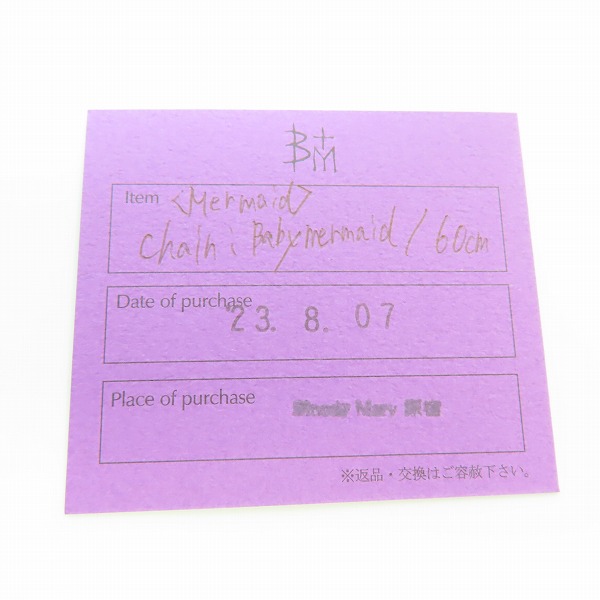 B+M
Item <Mermaid>
Chain : Babymermaid / 60cm
Date of purchase '23. 8. 07
Place of purchase Bloody Mary 原宿
※返品・交換はご容赦下さい。